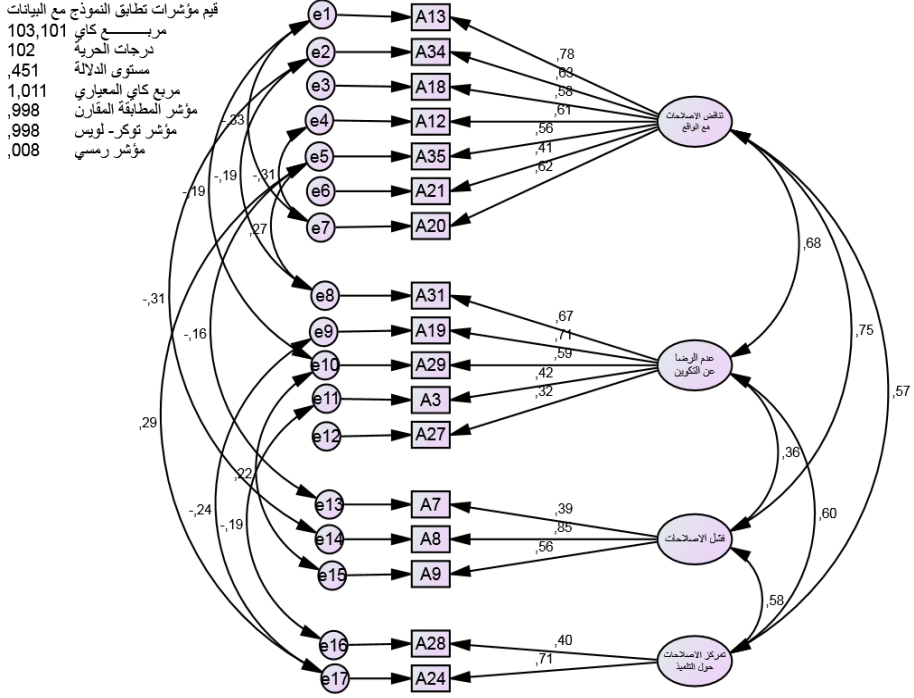 قيم مؤشرات تطابق النموذج مع البيانات
مربـــــــع كاي 103,101
درجات الحرية 102
مستوى الدلالة ,451
مربع كاي المعياري 1,011
مؤشر المطابقة المقارن ,998
مؤشر توكر- لويس ,998
مؤشر رمسي ,008
e1 A13 ,78
e2 A34 ,63
e3 A18 ,58
e4 A12 ,61
e5 A35 ,56
e6 A21 ,41
e7 A20 ,62
تناقض الاصلاحات
مع الواقع
e8 A31 ,67
e9 A19 ,71
e10 A29 ,59
e11 A3 ,42
e12 A27 ,32
عدم الرضا
عن التكوين
e13 A7 ,39
e14 A8 ,85
e15 A9 ,56
فشل الاصلاحات
e16 A28 ,40
e17 A24 ,71
تمركز الاصلاحات
حول التلميذ
-,33
-,19
-,19
-,31
,27
-,31
-,16
,29
,22
-,24
-,19
,68
,75
,57
,36
,60
,58